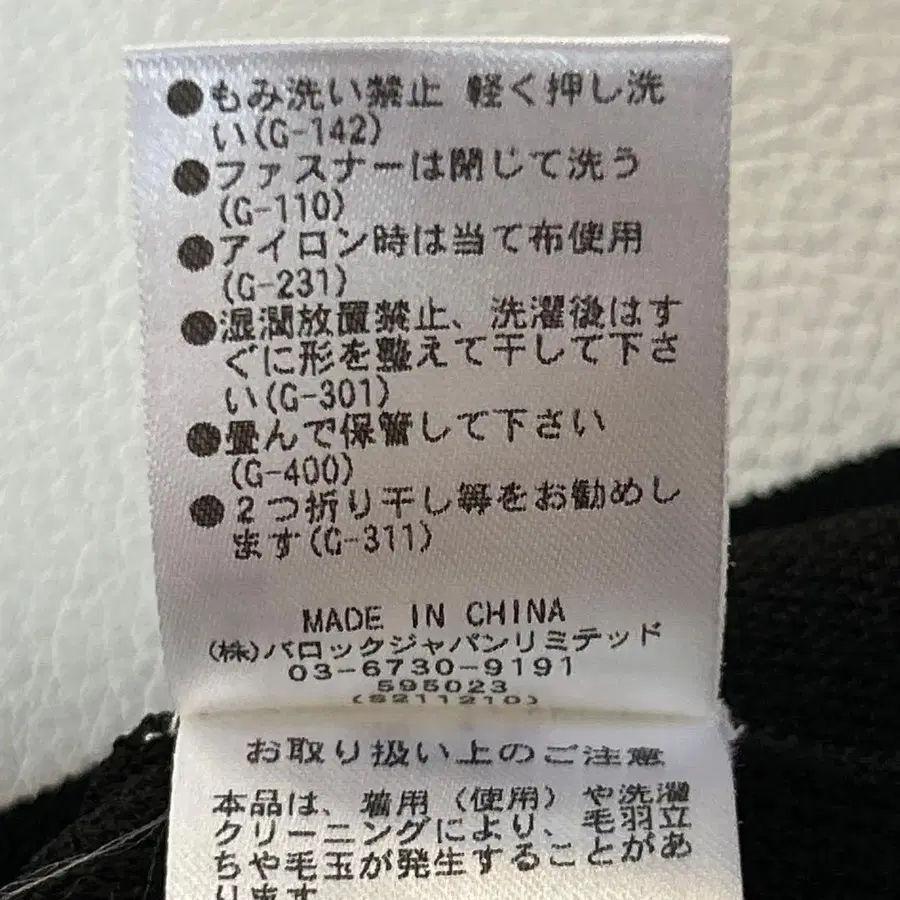 ●もみ洗い禁止 軽く押し洗
い(G-142)
●ファスナーは閉じて洗う
(G-110)
●アイロン時は当て布使用
(G-231)
●湿潤放置禁止、洗濯後はす
ぐに形を整えて干して下さ
い(G-301)
●畳んで保管して下さい
(G-400)
●2つ折り干し等をお勧めし
ます(G-311)
MADE IN CHINA
(株)バロックジャパンリミテッド
03-6730-9191
595023
(S211210)
お取り扱い上のご注意
本品は、着用(使用)や洗濯
クリーニングにより、毛羽立
ちや毛玉が発生することがあ
ります